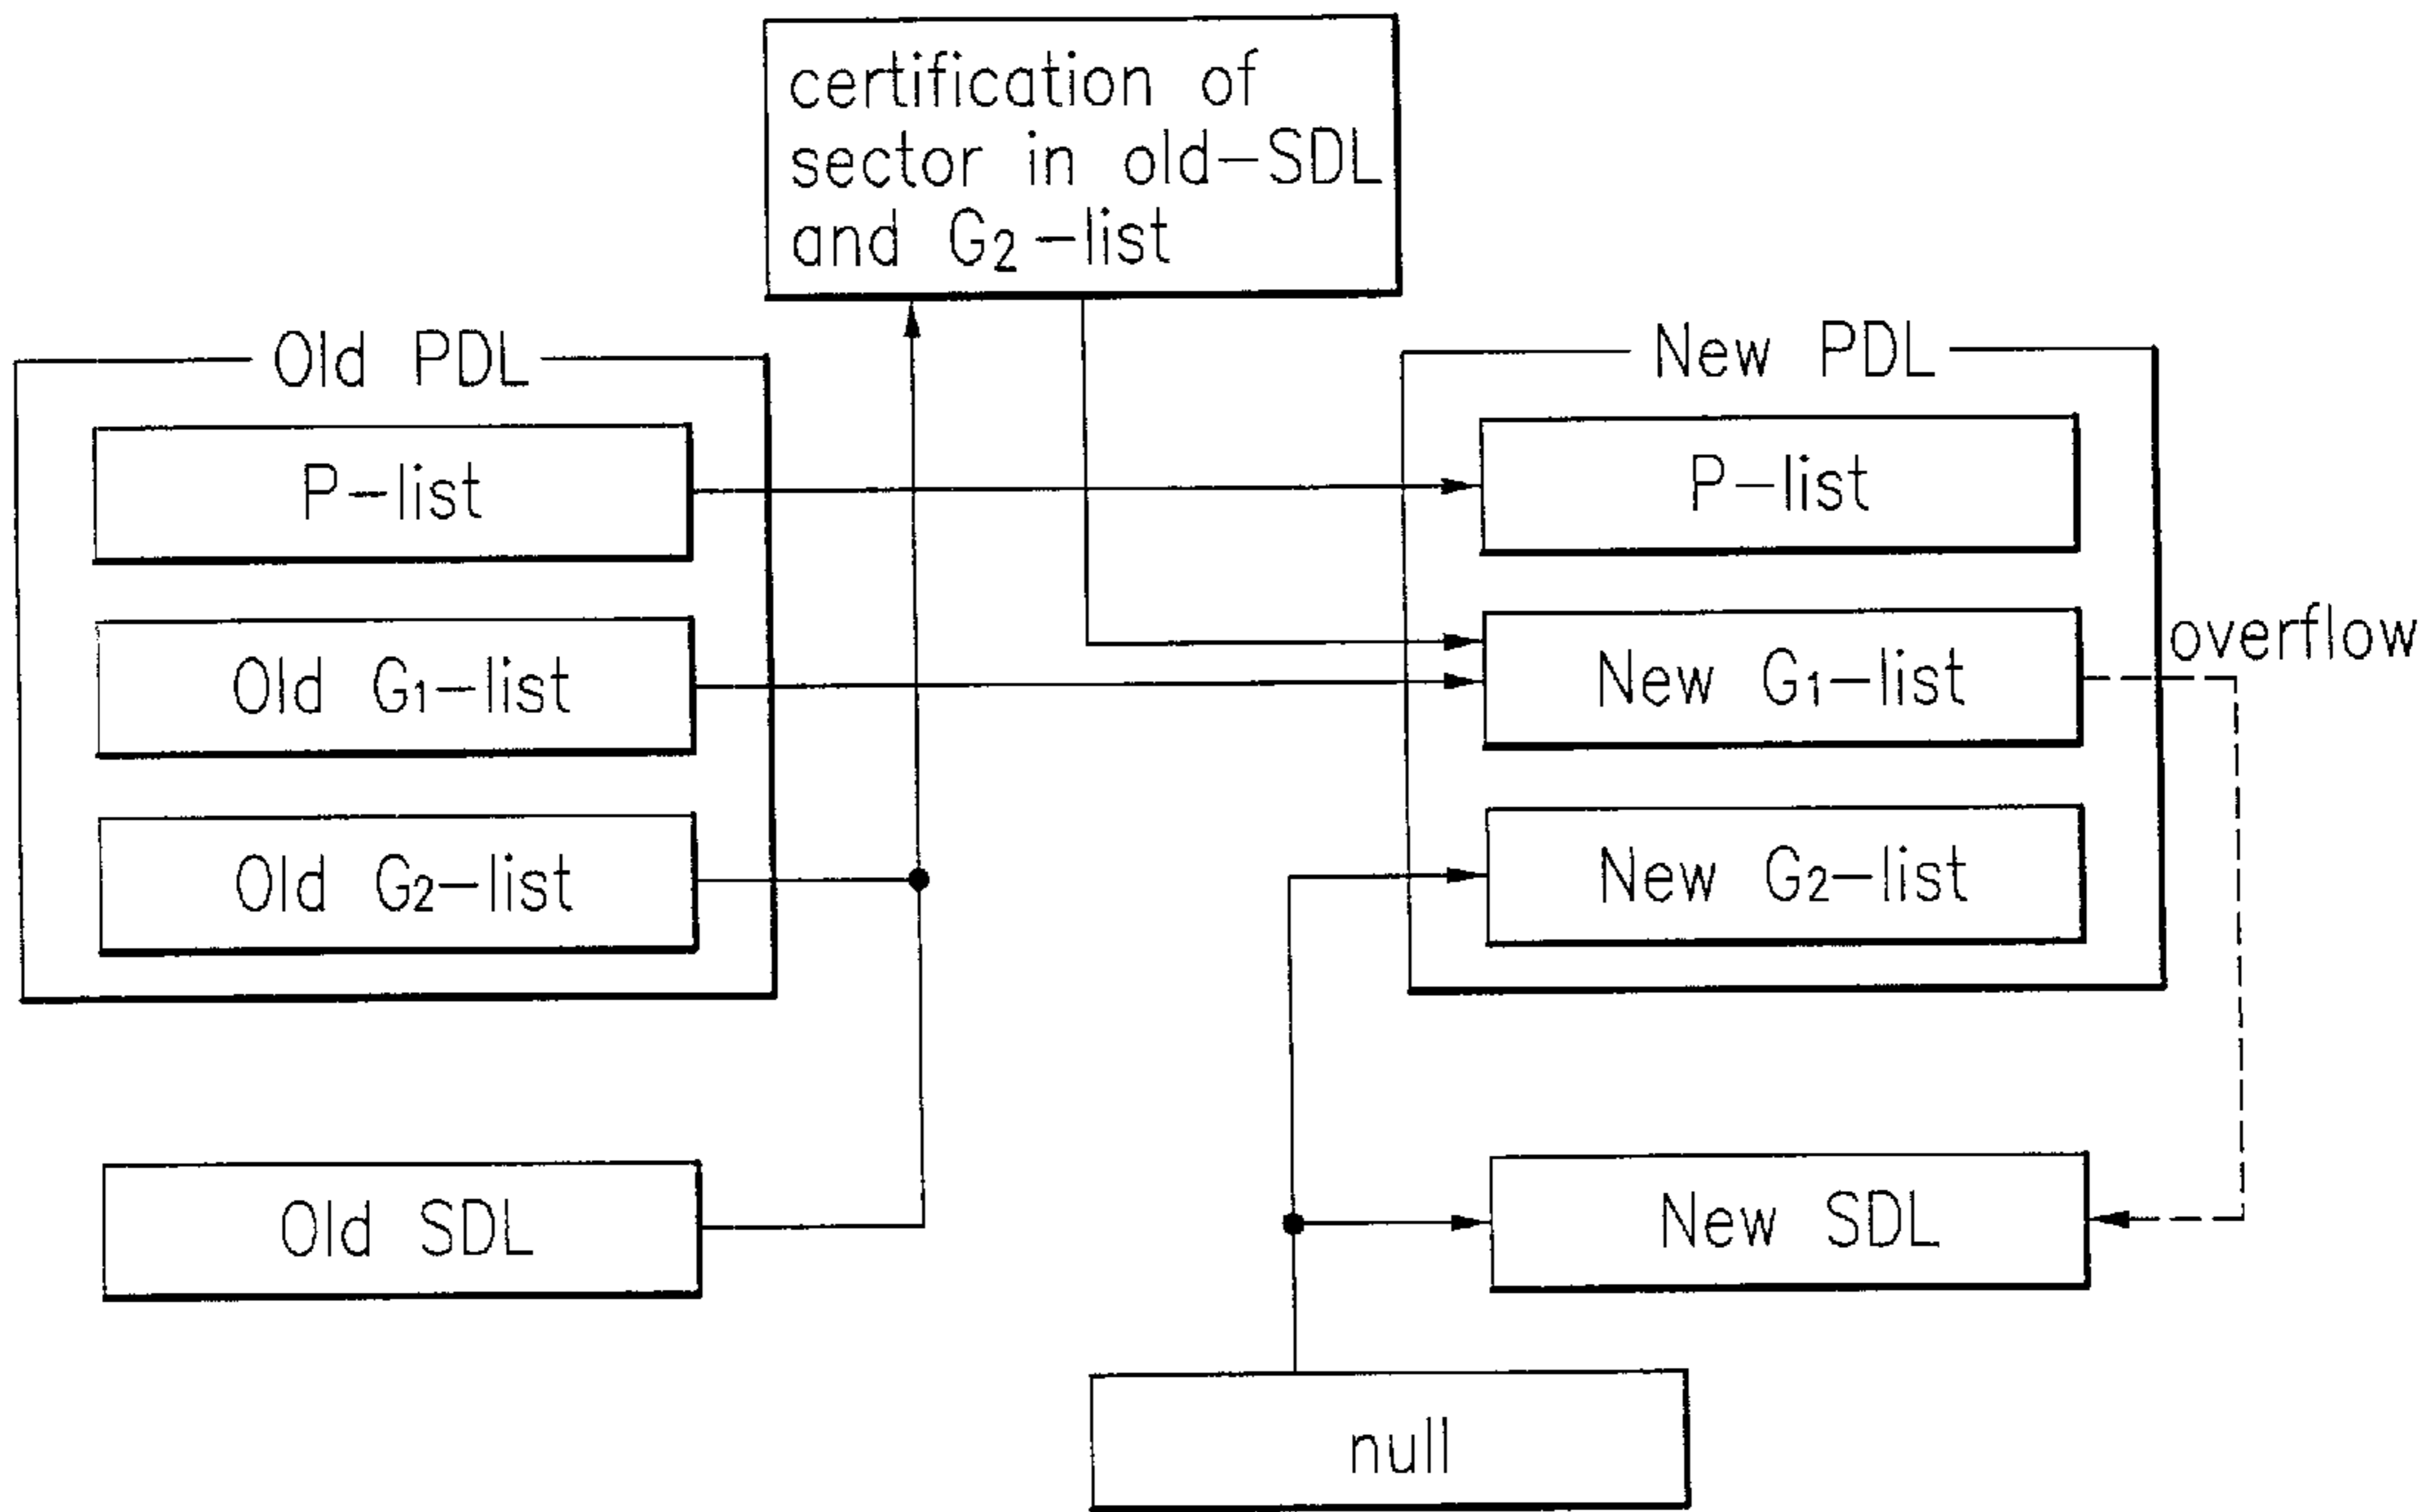 certification of
sector in old-SDL
and G2-list
Old PDL
P-list
Old G1-list
Old G2-list
Old SDL
New PDL
P-list
New G1-list
overflow
New G2-list
New SDL
null